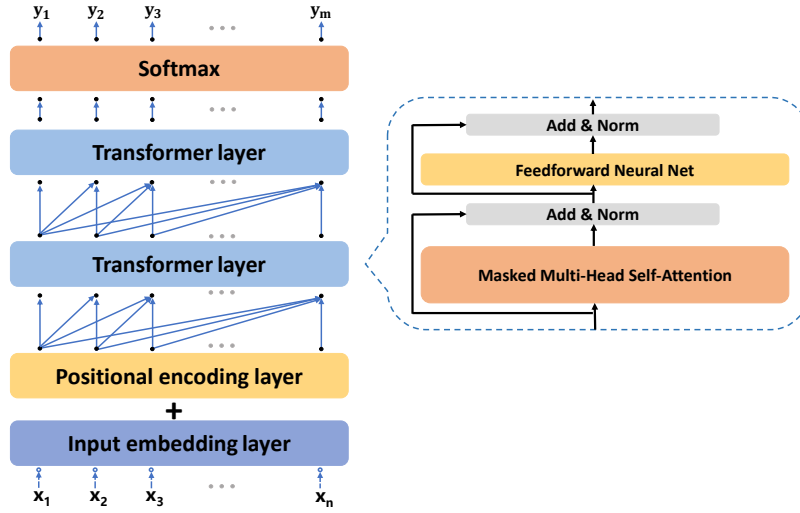 y₁ y₂ y₃ ... yₘ
Softmax
...
Transformer layer
...
...
Transformer layer
...
...
Positional encoding layer
+
Input embedding layer
x₁ x₂ x₃ ... xₙ
Add & Norm
Feedforward Neural Net
Add & Norm
Masked Multi-Head Self-Attention